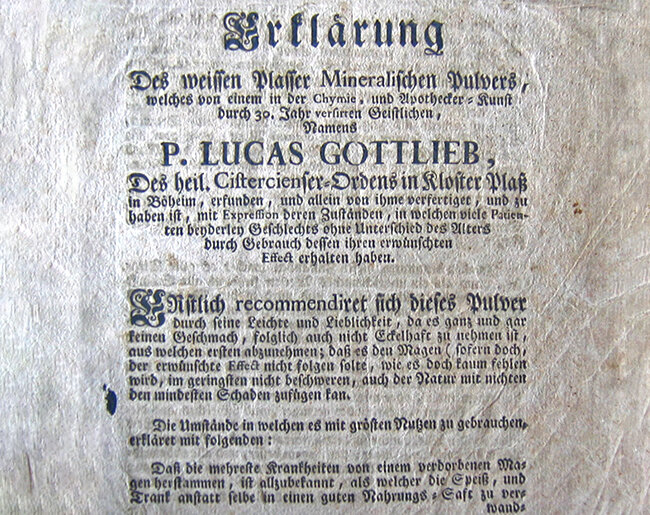 Erklärung
Des weissen Plasser Mineralischen Pulvers,
welches von einem in der Chymie, und Apothecker-Kunst
durch 30. Jahr versirten Geistlichen,
Namens
P. LUCAS GOTTLIEB,
Des heil. Cistercienser-Ordens in Kloster Plaß
in Böheim, erfunden, und allein von ihme verfertiget, und zu
haben ist, mit Expression deren Zuständen, in welchen viele Patien-
ten beyderley Geschlechts ohne Unterschied des Alters
durch Gebrauch dessen ihren erwünschten
Effect erhalten haben.
ERstlich recommendiret sich dieses Pulver
durch seine Leichte und Lieblichkeit, da es ganz und gar
keinen Geschmach, folglich auch nicht Eckelhaft zu nehmen ist,
aus welchen ersten abzunehmen; daß es den Magen (sofern doch,
der erwünschte Effect nicht folgen solte, wie es doch kaum fehlen
wird, im geringsten nicht beschweren, auch der Natur mit nichten
den mindesten Schaden zufügen kan.
Die Umstände in welchen es mit grösten Nutzen zu gebrauchen,
erkläret mit folgenden:
Daß die mehreste Krankheiten von einem verdorbenen Ma-
gen herstammen, ist allzubekannt, als welcher die Speiß, und
Trank anstatt selbe in einen guten Nahrungs-Saft zu ver-
wand-